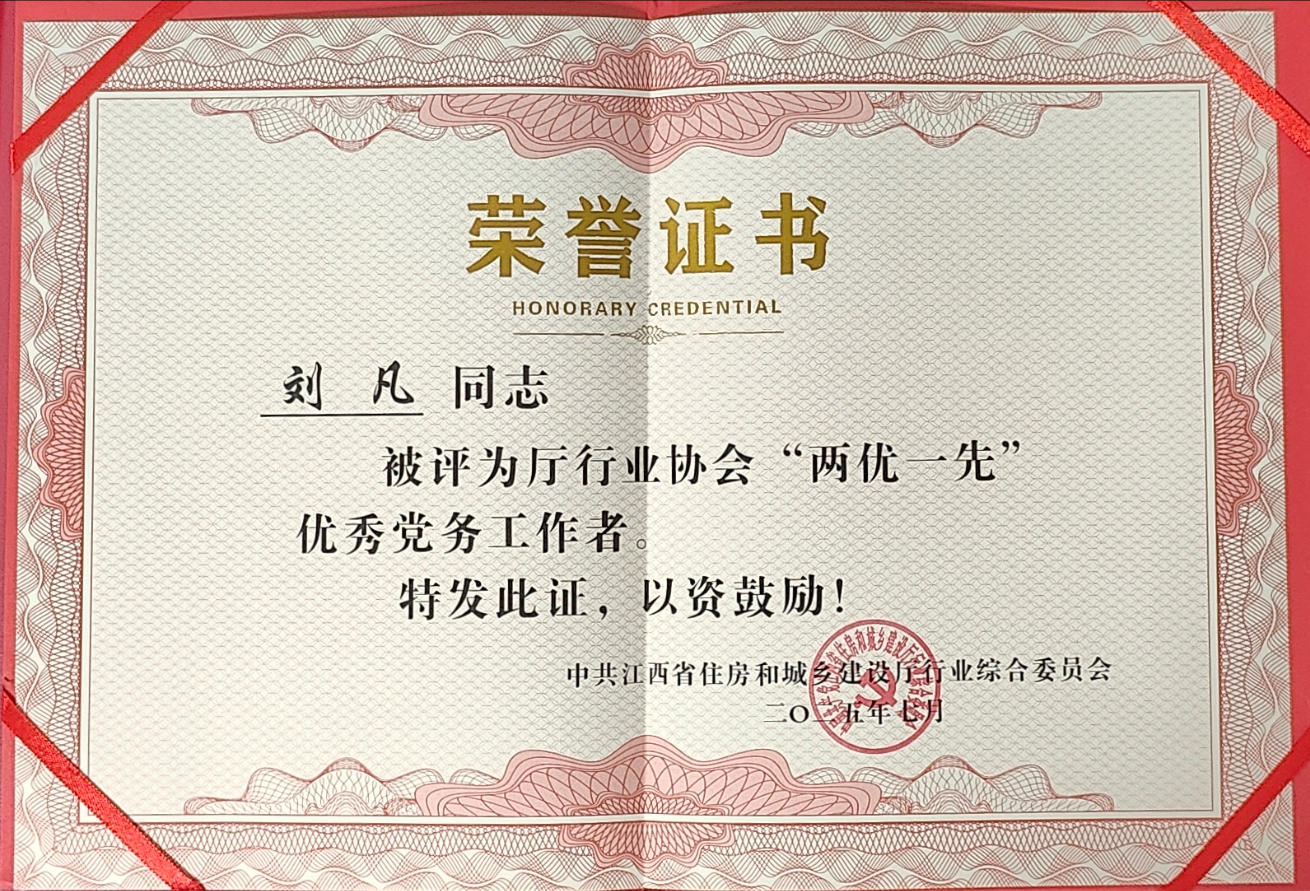 荣誉证书
HONORARY CREDENTIAL
刘 凡 同志
被评为厅行业协会“两优一先”
优秀党务工作者。
特发此证，以资鼓励！
中共江西省住房和城乡建设厅行业综合委员会
二〇二五年七月